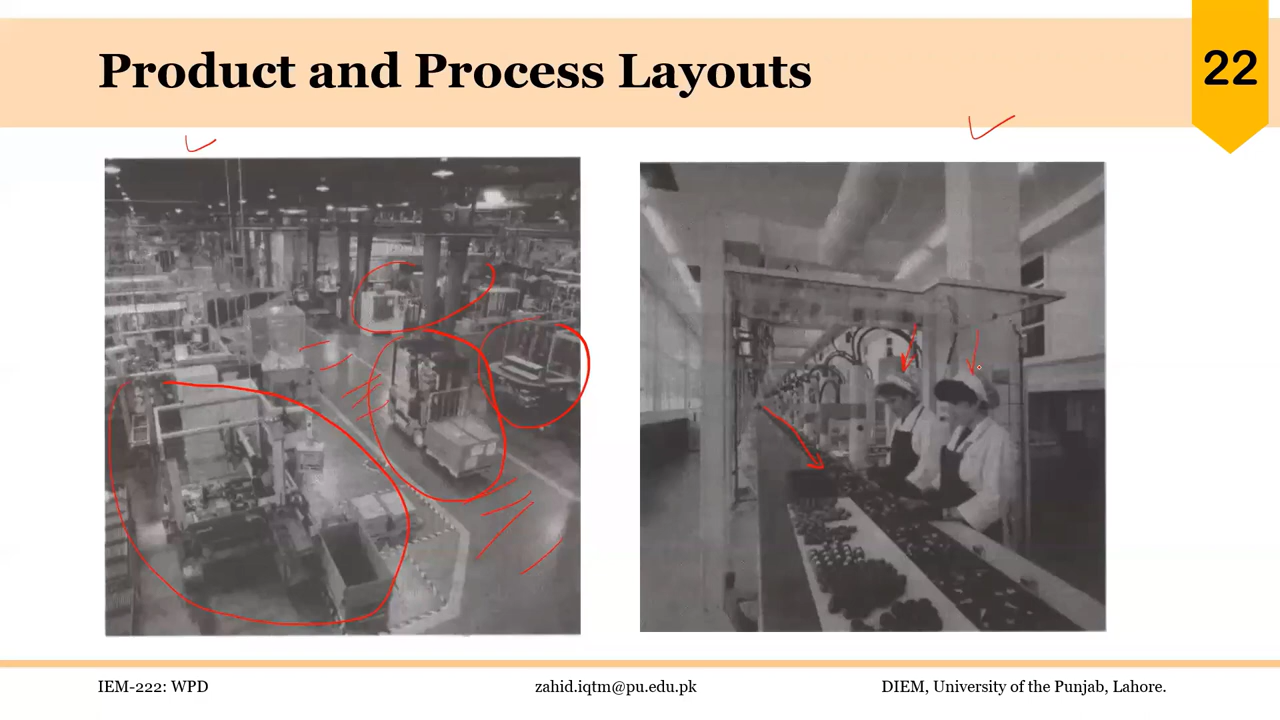 Product and Process Layouts
22
IEM-222: WPD
zahid.iqtm@pu.edu.pk
DIEM, University of the Punjab, Lahore.